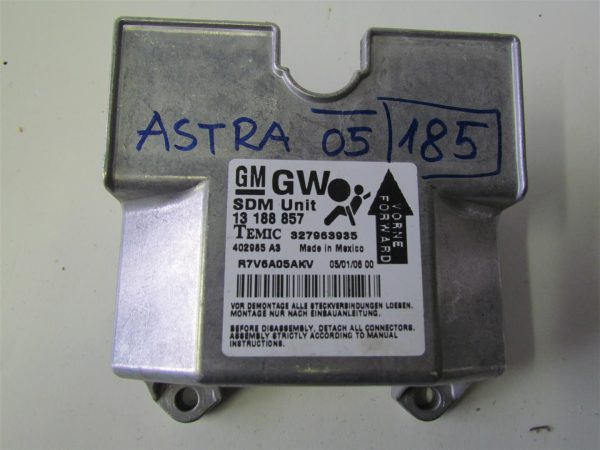 ASTRA 05 185
GM GW
SDM Unit
13 188 857
TEMIC 327963935
402985 A3 Made in Mexico
R7V6A05AKV 05/01/06 00
VORNE
FORWARD
VOR DEMONTAGE ALLE STECKVERBINDUNGEN LOESEN.
MONTAGE NUR NACH EINBAUANLEITUNG.
BEFORE DISASSEMBLY, DETACH ALL CONNECTORS.
ASSEMBLY STRICTLY ACCORDING TO MANUAL
INSTRUCTIONS.